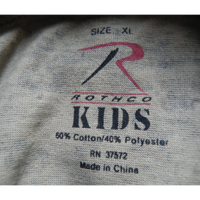 SIZE: XL
ROTHCO
KIDS
60% Cotton/40% Polyester
RN 37572
Made in China